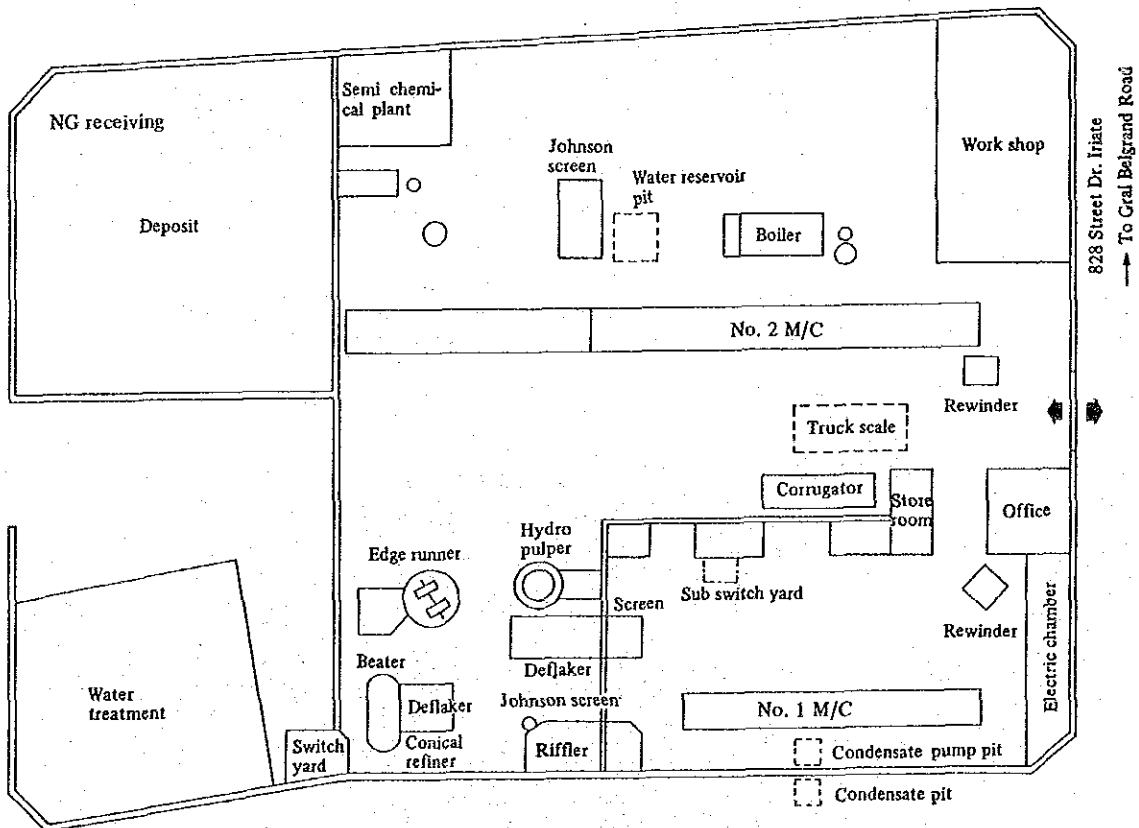 NG receiving
Deposit
Semi chemi-
cal plant
Johnson
screen
Water reservoir
pit
Boiler
Work shop
828 Street Dr. Iriate
→ To Gral Belgrand Road
No. 2 M/C
Rewinder
Truck scale
Corrugator
Store
room
Office
Edge runner
Hydro
pulper
Screen
Sub switch yard
Rewinder
Electric chamber
Deflaker
Beater
Deflaker
Conical
refiner
Johnson screen
Riffler
No. 1 M/C
Water
treatment
Switch
yard
Condensate pump pit
Condensate pit